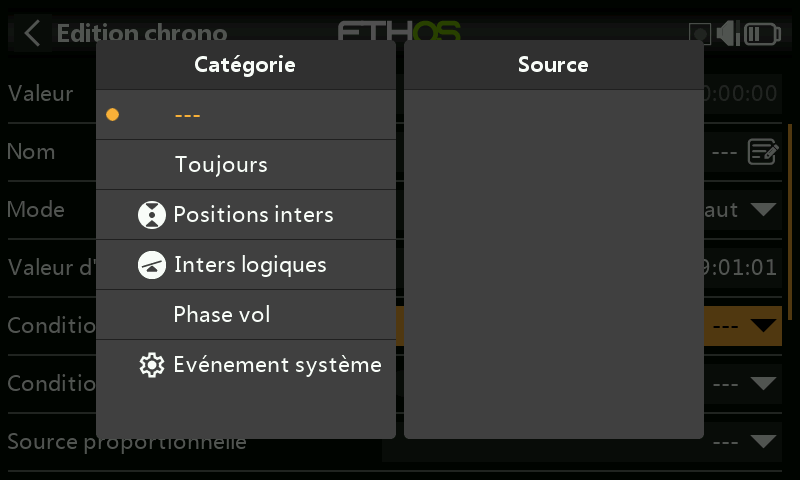 Edition chrono
ETHOS
Catégorie
Source
---
Toujours
Positions inters
Inters logiques
Phase vol
Evénement système
Valeur
0:00:00
Nom
---
Mode
aut
Valeur d'
9:01:01
Conditio
---
Conditio
---
Source proportionnelle
---